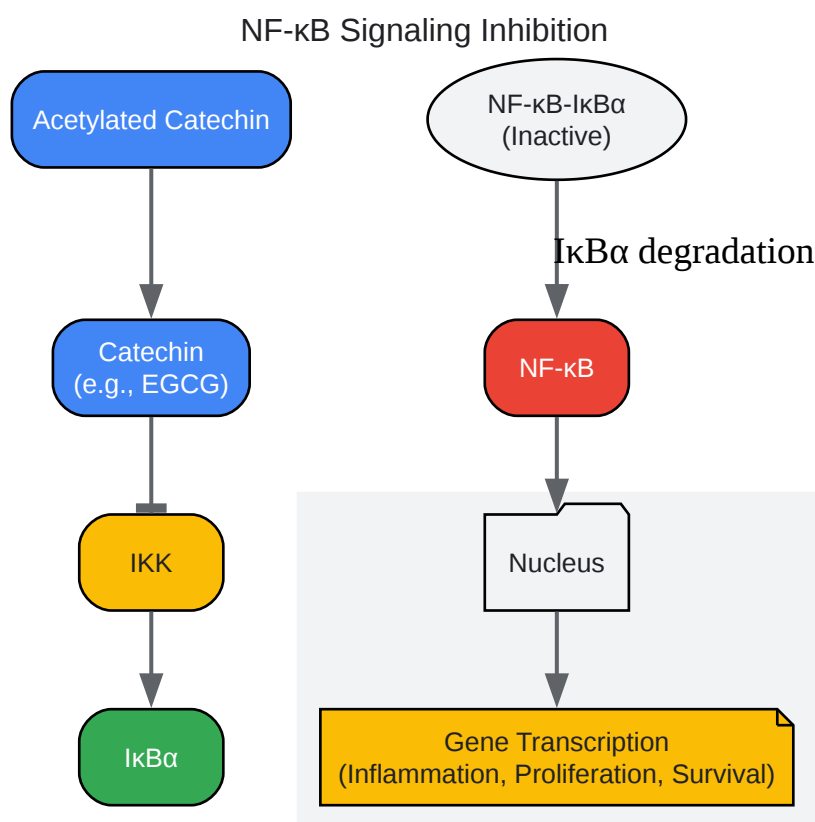 NF-κB Signaling Inhibition
Acetylated Catechin
NF-κB-IκBα
(Inactive)
IκBα degradation
Catechin
(e.g., EGCG)
NF-κB
IKK
Nucleus
IκBα
Gene Transcription
(Inflammation, Proliferation, Survival)